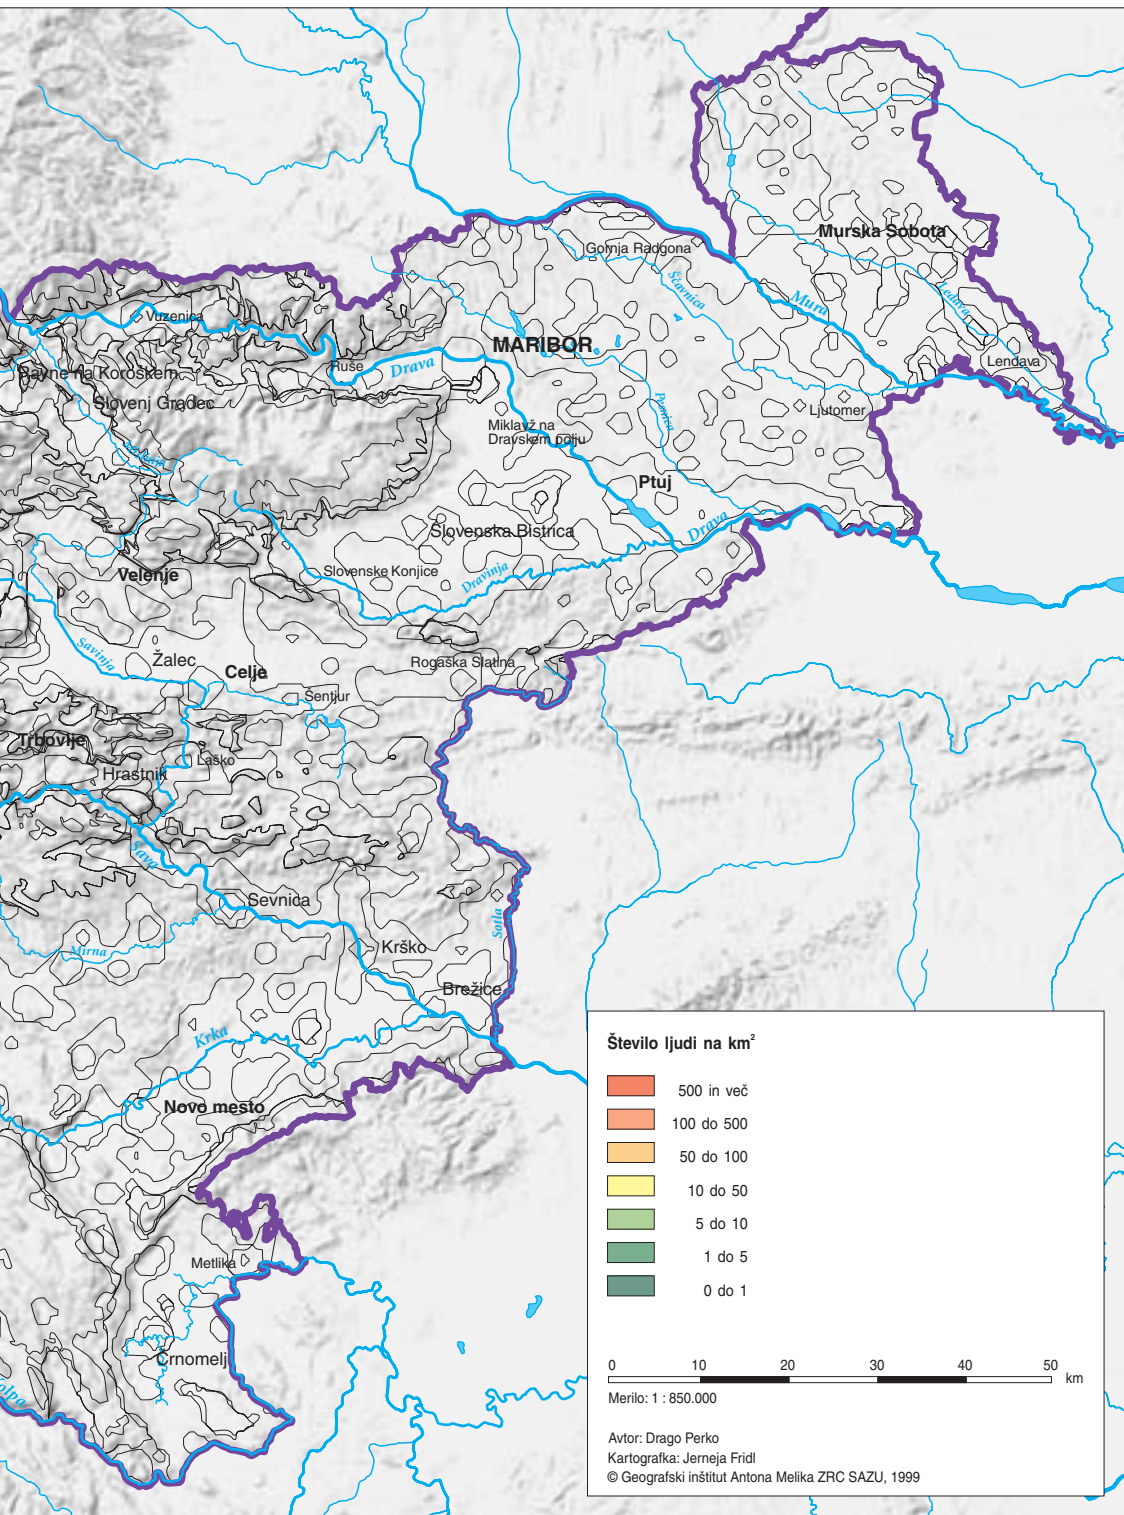 Murska Sobota
Gornja Radgona
Ščavnica
Ledava
Mura
Vuzenica
MARIBOR
Lendava
Ruše
Drava
Ravne na Koroškem
Slovenj Gradec
Pesnica
Ljutomer
Miklavž na
Dravskem polju
Ptuj
Drava
Slovenska Bistrica
Velenje
Slovenske Konjice
Dravinja
Savinja
Žalec
Celje
Rogaška Slatina
Šentjur
Trbovlje
Laško
Hrastnik
Sava
Sevnica
Sotla
Mirna
Krško
Brežice
Krka
Novo mesto
Metlika
Črnomelj
olpa
Število ljudi na km²
500 in več
100 do 500
50 do 100
10 do 50
5 do 10
1 do 5
0 do 1
0 10 20 30 40 50
km
Merilo: 1 : 850.000
Avtor: Drago Perko
Kartografka: Jerneja Fridl
© Geografski inštitut Antona Melika ZRC SAZU, 1999